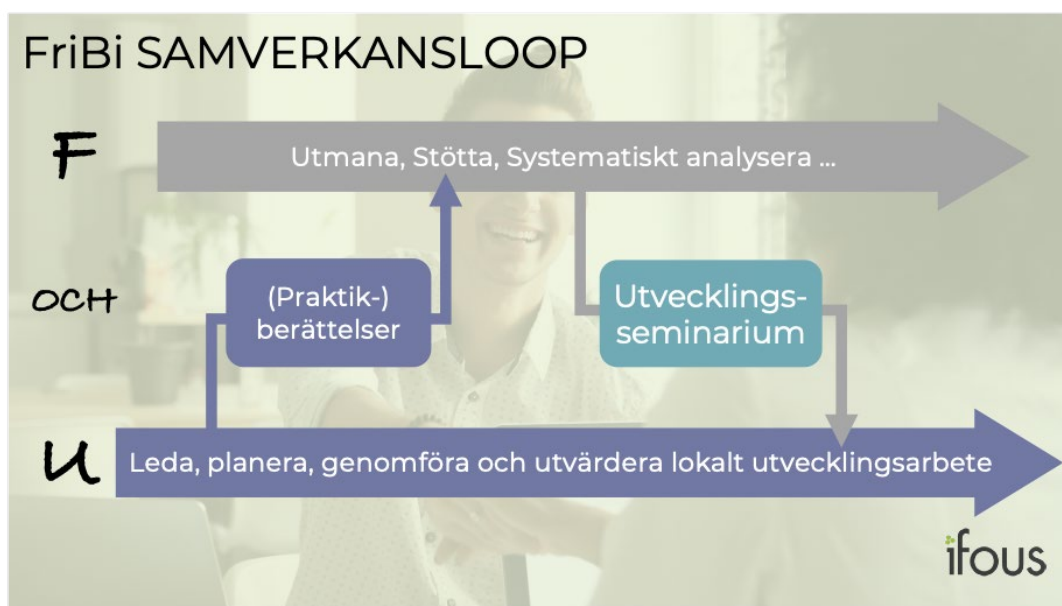 FriBi SAMVERKANSLOOP
F
Utmana, Stötta, Systematiskt analysera ...
OCH
(Praktik-)
berättelser
Utvecklings-
seminarium
U
Leda, planera, genomföra och utvärdera lokalt utvecklingsarbete
ifous